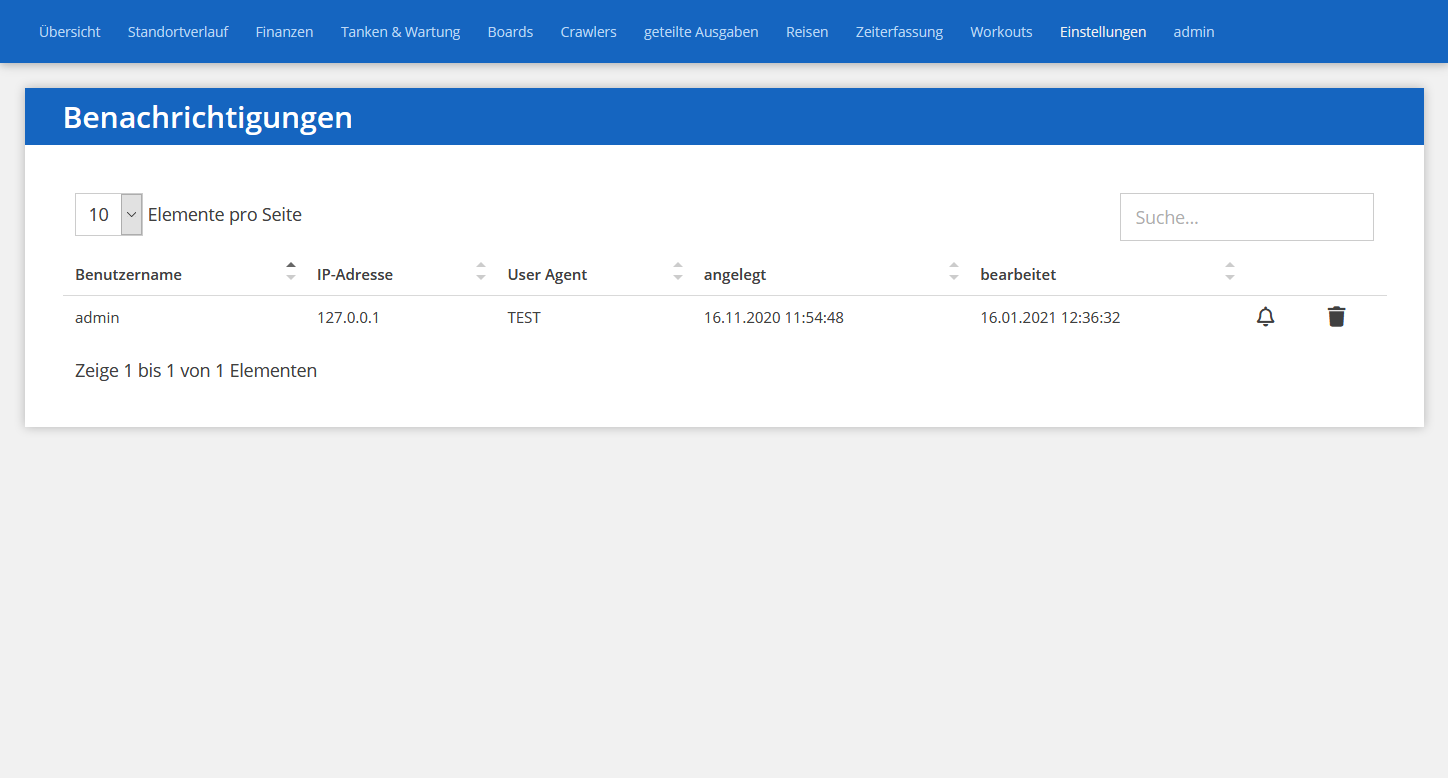 Übersicht Standortverlauf Finanzen Tanken & Wartung Boards Crawlers geteilte Ausgaben Reisen Zeiterfassung Workouts Einstellungen admin
Benachrichtigungen
10 Elemente pro Seite Suche...
Benutzername IP-Adresse User Agent angelegt bearbeitet
admin 127.0.0.1 TEST 16.11.2020 11:54:48 16.01.2021 12:36:32
Zeige 1 bis 1 von 1 Elementen